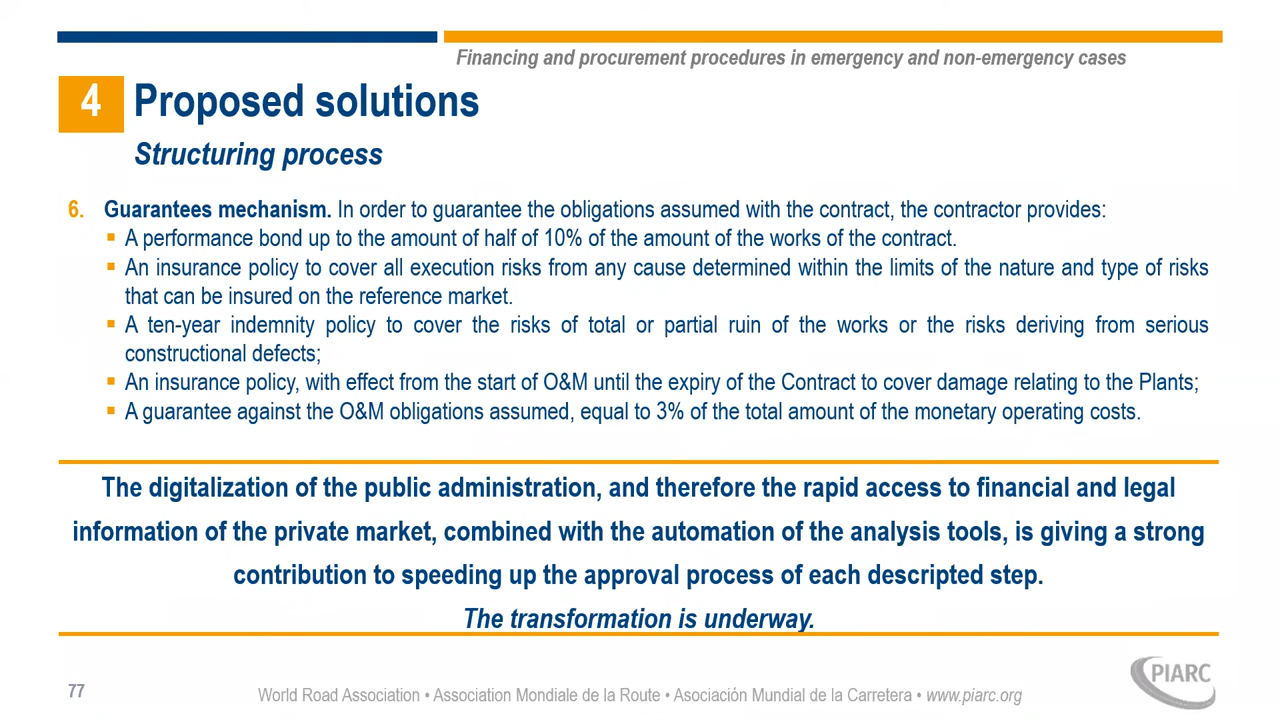 Financing and procurement procedures in emergency and non-emergency cases
4 Proposed solutions
Structuring process
6. Guarantees mechanism. In order to guarantee the obligations assumed with the contract, the contractor provides:
▪ A performance bond up to the amount of half of 10% of the amount of the works of the contract.
▪ An insurance policy to cover all execution risks from any cause determined within the limits of the nature and type of risks
that can be insured on the reference market.
▪ A ten-year indemnity policy to cover the risks of total or partial ruin of the works or the risks deriving from serious
constructional defects;
▪ An insurance policy, with effect from the start of O&M until the expiry of the Contract to cover damage relating to the Plants;
▪ A guarantee against the O&M obligations assumed, equal to 3% of the total amount of the monetary operating costs.
The digitalization of the public administration, and therefore the rapid access to financial and legal
information of the private market, combined with the automation of the analysis tools, is giving a strong
contribution to speeding up the approval process of each descripted step.
The transformation is underway.
77
World Road Association • Association Mondiale de la Route • Asociación Mundial de la Carretera • www.piarc.org
PIARC